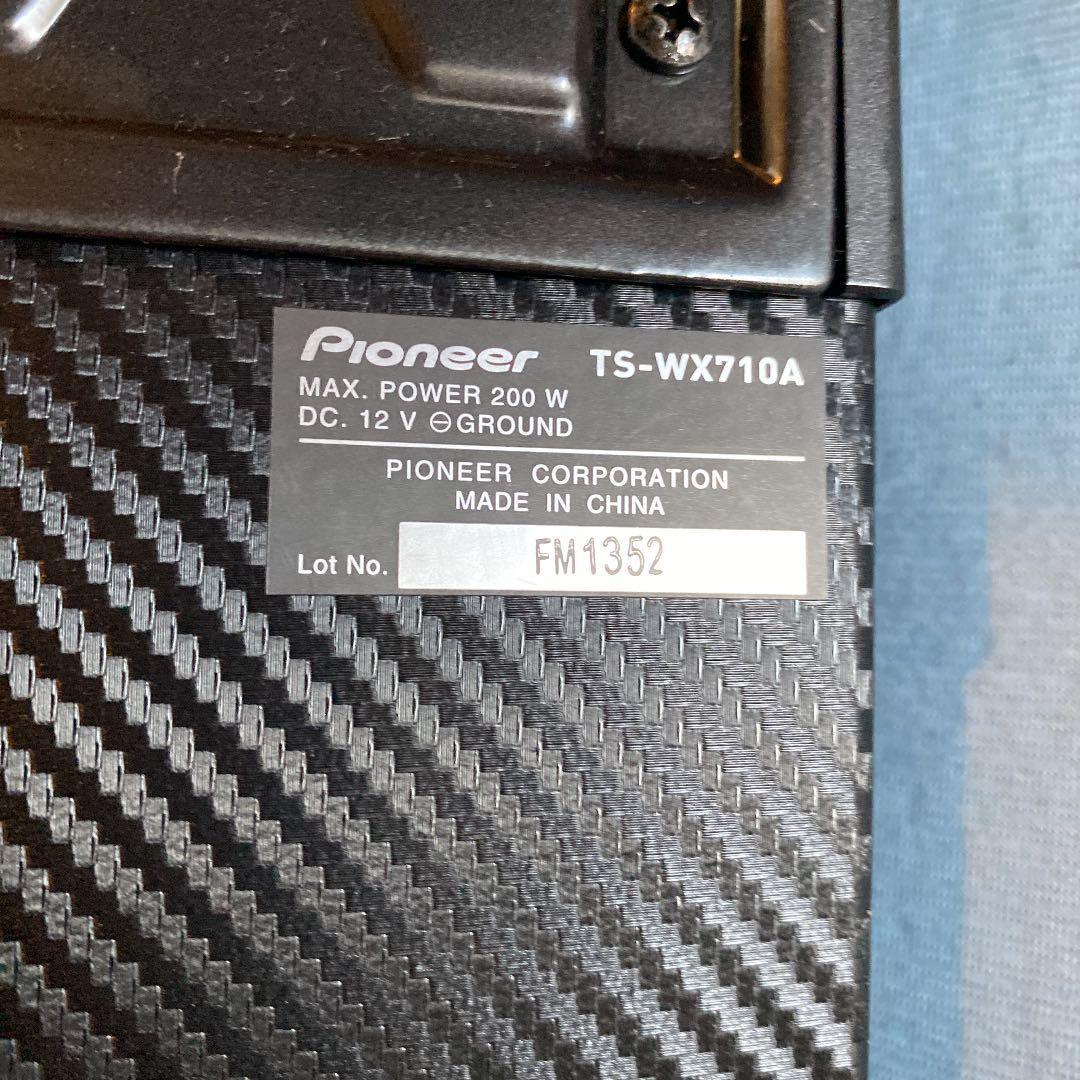 Pioneer TS-WX710A
MAX. POWER 200 W
DC. 12 V ⊖ GROUND
PIONEER CORPORATION
MADE IN CHINA
Lot No. FM1352